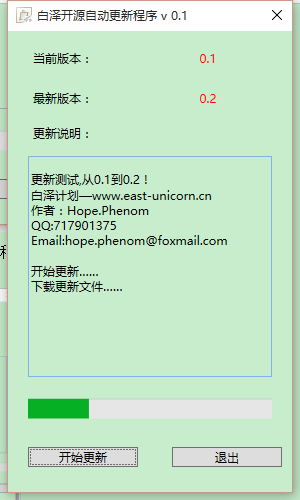 白泽开源自动更新程序 v 0.1
当前版本： 0.1
最新版本： 0.2
更新说明：
更新测试,从0.1到0.2！
白泽计划—www.east-unicorn.cn
作者：Hope.Phenom
QQ:717901375
Email:hope.phenom@foxmail.com
开始更新......
下载更新文件......
开始更新 退出